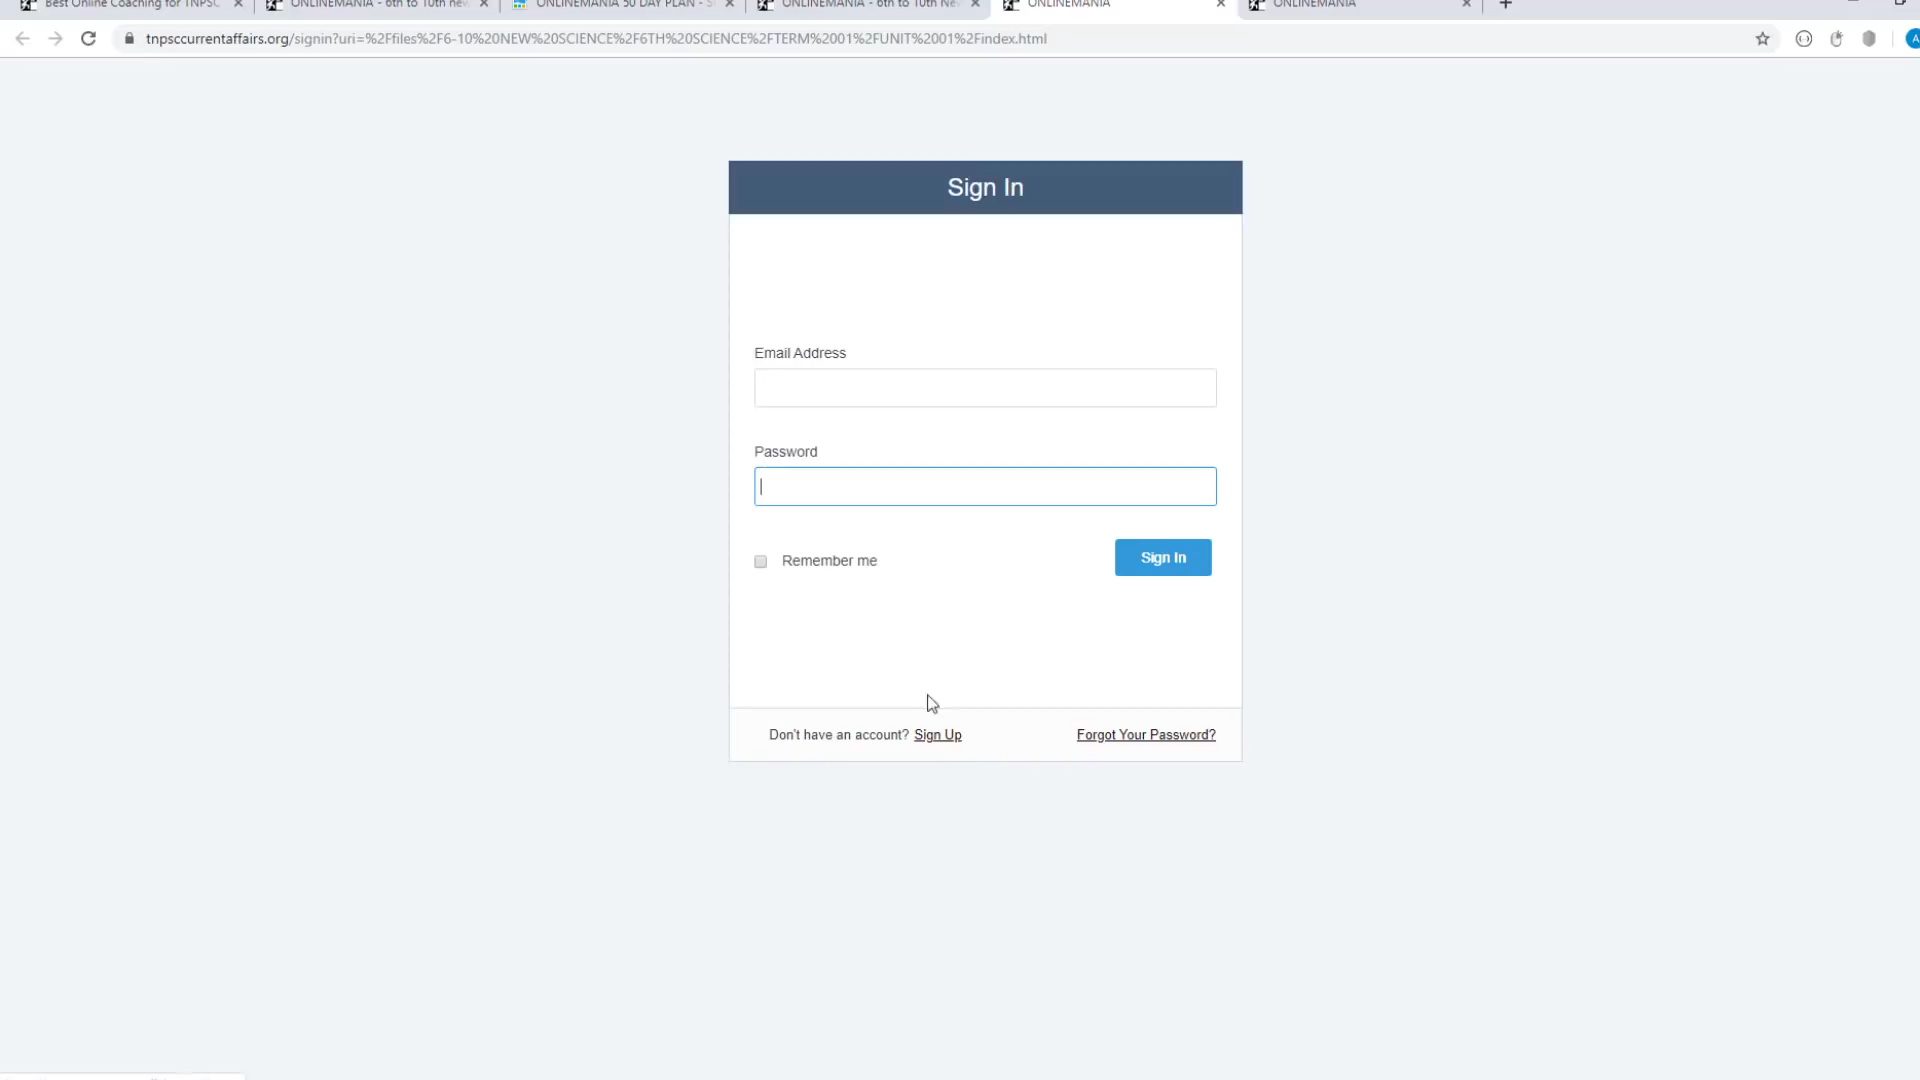 Best Online Coaching for TNPSC
ONLINEMANIA - 6th to 10th new
ONLINEMANIA 50 DAY PLAN - S
ONLINEMANIA - 6th to 10th Nev
ONLINEMANIA
ONLINEMANIA
tnpsccurrentaffairs.org/signin?uri=%2Ffiles%2F6-10%20NEW%20SCIENCE%2F6TH%20SCIENCE%2FTERM%2001%2FUNIT%2001%2Findex.html
A
Sign In
Email Address
Password
Remember me
Sign In
Don't have an account? Sign Up
Forgot Your Password?